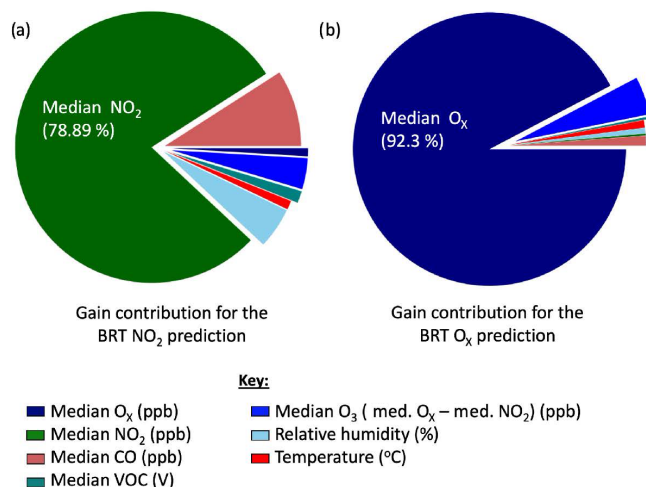 (a)
(b)
Median NO₂
(78.89 %)
Median Oₓ
(92.3 %)
Gain contribution for the
BRT NO₂ prediction
Gain contribution for the
BRT Oₓ prediction
Key:
Median Oₓ (ppb)
Median NO₂ (ppb)
Median CO (ppb)
Median VOC (V)
Median O₃ ( med. Oₓ – med. NO₂) (ppb)
Relative humidity (%)
Temperature (°C)